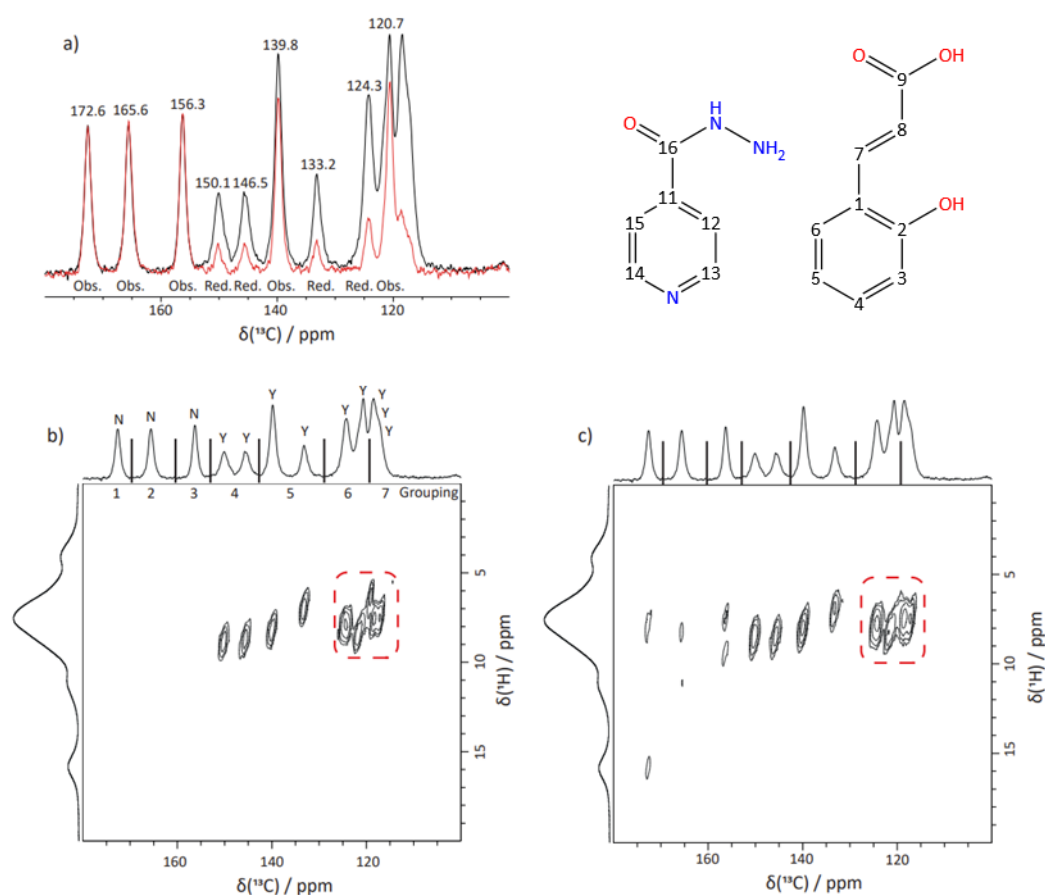 a)
172.6 165.6 156.3 150.1 146.5 139.8 133.2 124.3 120.7
Obs. Obs. Obs. Red. Red. Obs. Red. Red. Obs.
160 140 120
δ(¹³C) / ppm
O 16 H N NH₂
11
15 12
14 13
N
O 9 OH
8
7
1 OH
6 2
5 3
4
b)
N N N Y Y Y Y Y Y Y Y Y
1 2 3 4 5 6 7 Grouping
5
10
15
δ(¹H) / ppm
160 140 120
δ(¹³C) / ppm
c)
5
10
15
δ(¹H) / ppm
160 140 120
δ(¹³C) / ppm